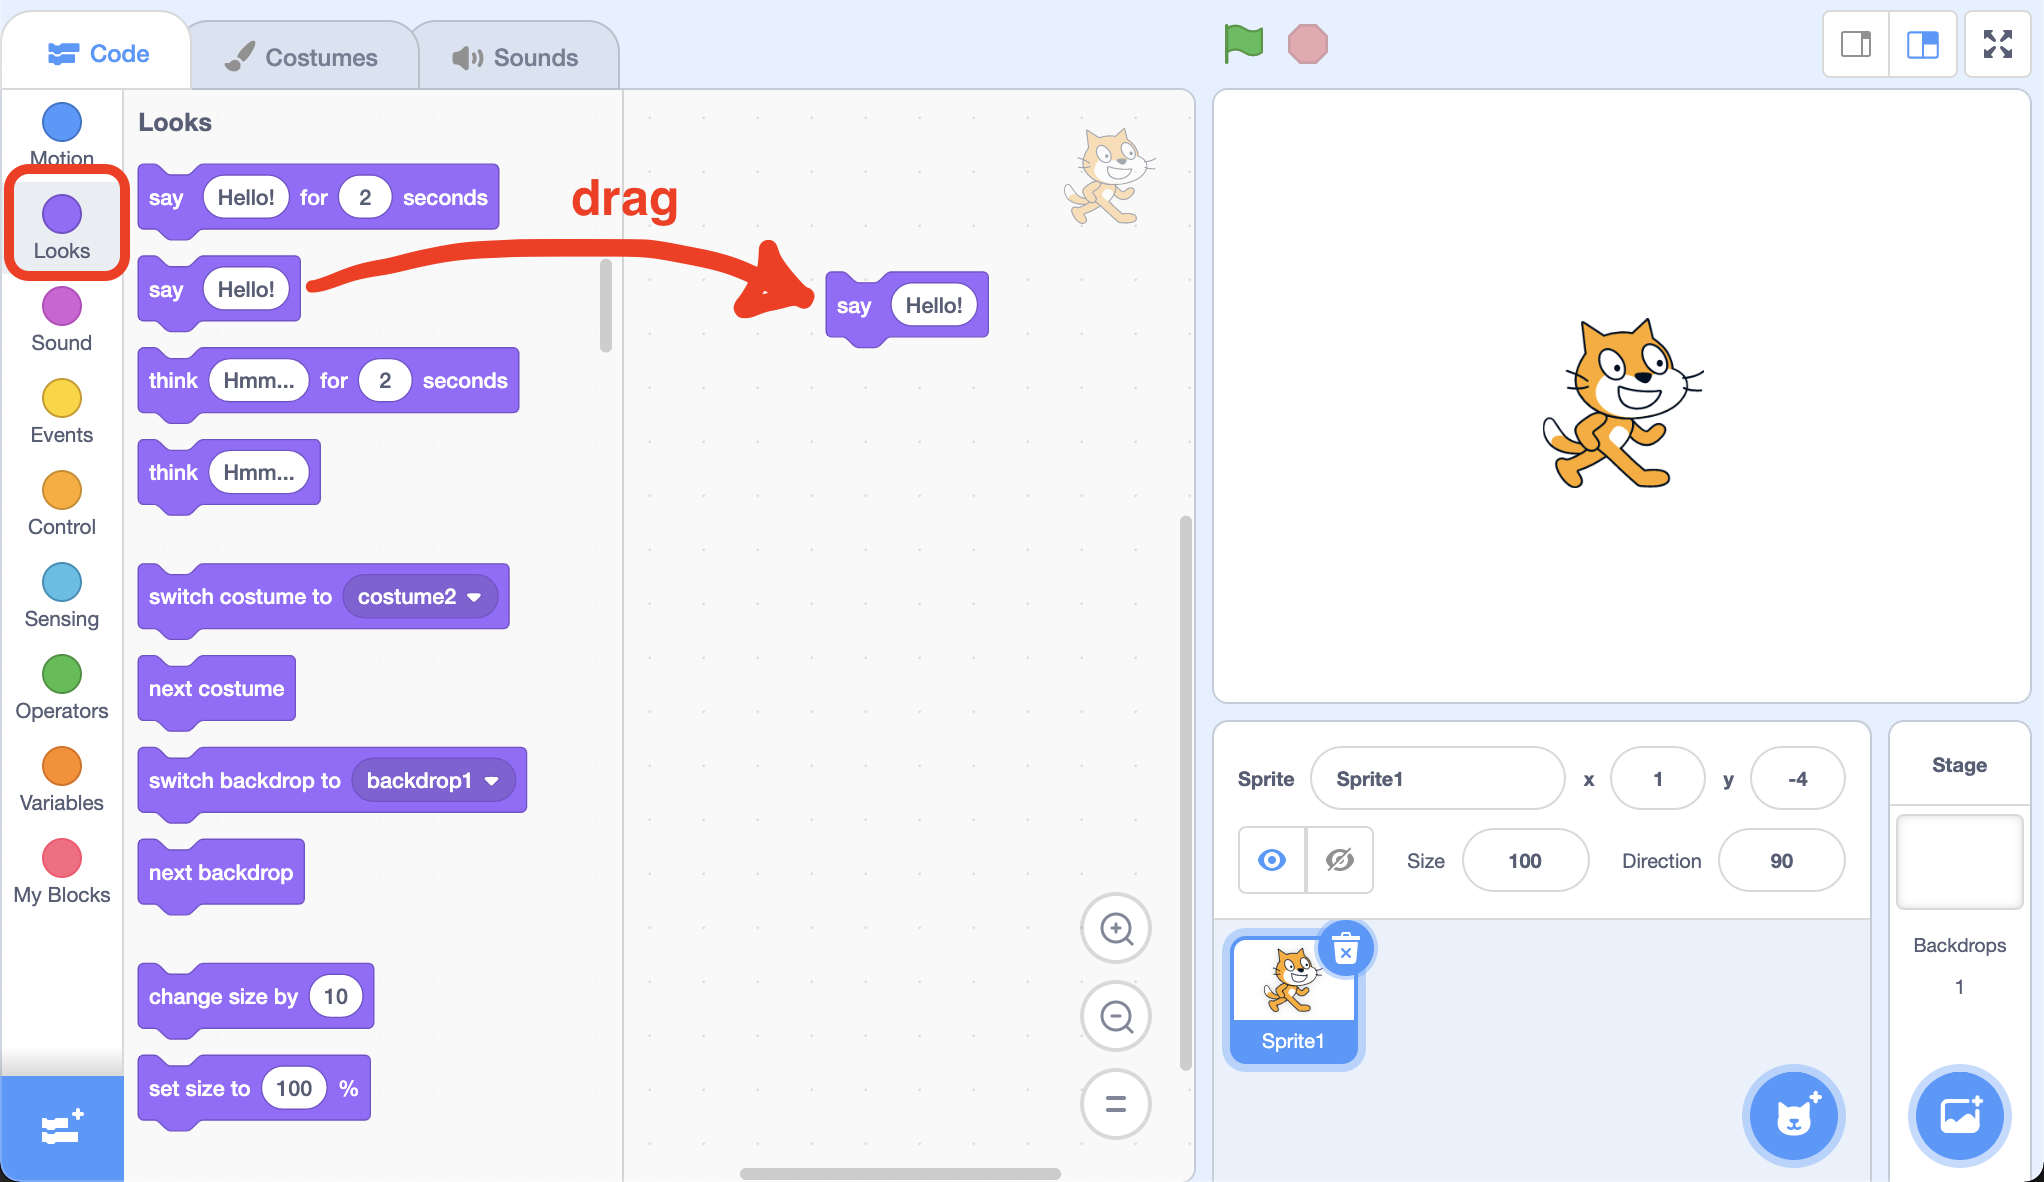 Code
Costumes
Sounds
Motion
Looks
Sound
Events
Control
Sensing
Operators
Variables
My Blocks
Looks
say Hello! for 2 seconds
say Hello!
think Hmm... for 2 seconds
think Hmm...
switch costume to costume2
next costume
switch backdrop to backdrop1
next backdrop
change size by 10
set size to 100 %
drag
say Hello!
Sprite Sprite1 x 1 y -4
Size 100 Direction 90
Sprite1
Stage
Backdrops
1